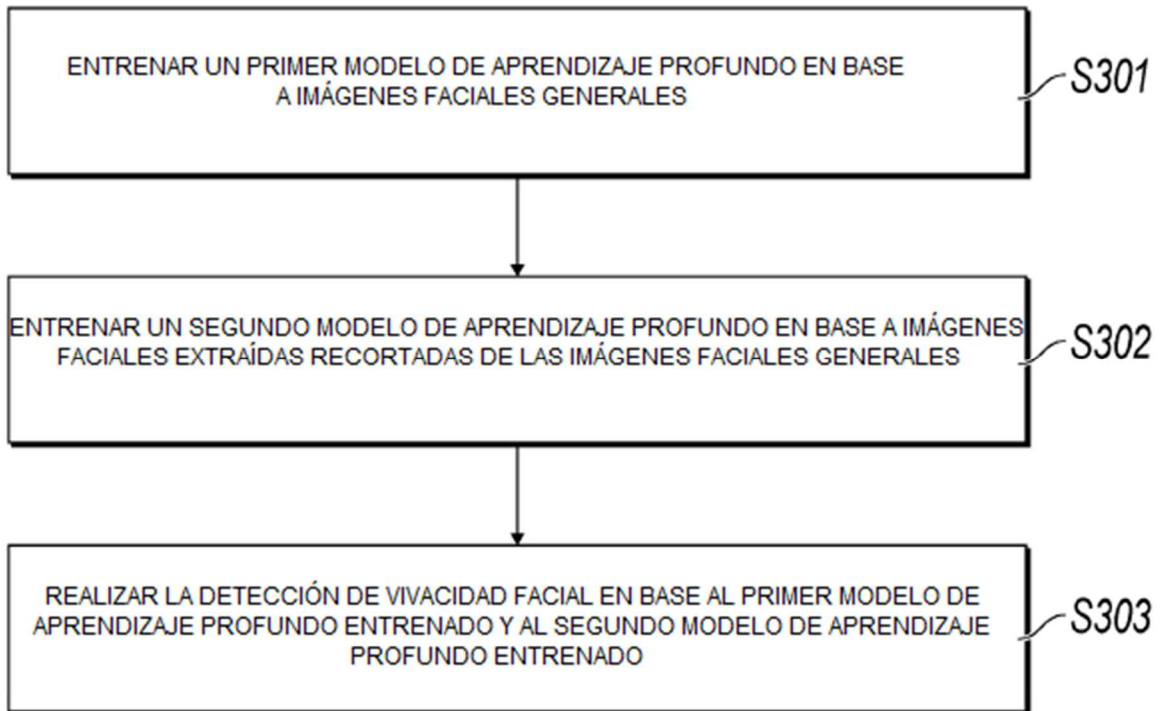 ENTRENAR UN PRIMER MODELO DE APRENDIZAJE PROFUNDO EN BASE
A IMÁGENES FACIALES GENERALES
S301
ENTRENAR UN SEGUNDO MODELO DE APRENDIZAJE PROFUNDO EN BASE A IMÁGENES
FACIALES EXTRAÍDAS RECORTADAS DE LAS IMÁGENES FACIALES GENERALES
S302
REALIZAR LA DETECCIÓN DE VIVACIDAD FACIAL EN BASE AL PRIMER MODELO DE
APRENDIZAJE PROFUNDO ENTRENADO Y AL SEGUNDO MODELO DE APRENDIZAJE
PROFUNDO ENTRENADO
S303